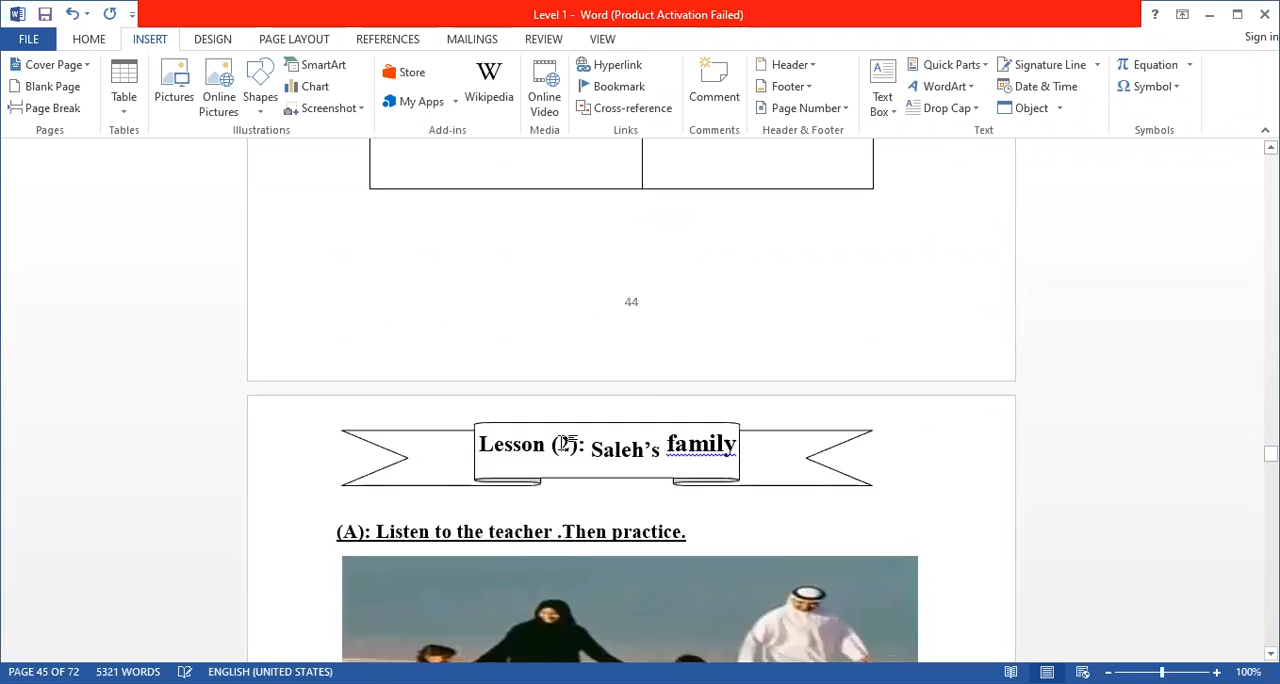 Level 1 - Word (Product Activation Failed)
FILE HOME INSERT DESIGN PAGE LAYOUT REFERENCES MAILINGS REVIEW VIEW
Sign in
Cover Page
Blank Page
Page Break
Pages
Table
Tables
Pictures
Online Pictures
Shapes
SmartArt
Chart
Screenshot
Illustrations
Store
My Apps
Wikipedia
Add-ins
Online Video
Media
Hyperlink
Bookmark
Cross-reference
Links
Comment
Comments
Header
Footer
Page Number
Header & Footer
Text Box
Quick Parts
WordArt
Drop Cap
Signature Line
Date & Time
Object
Text
Equation
Symbol
Symbols
44
Lesson ( ): Saleh’s family
(A): Listen to the teacher .Then practice.
PAGE 45 OF 72 5321 WORDS ENGLISH (UNITED STATES) 100%